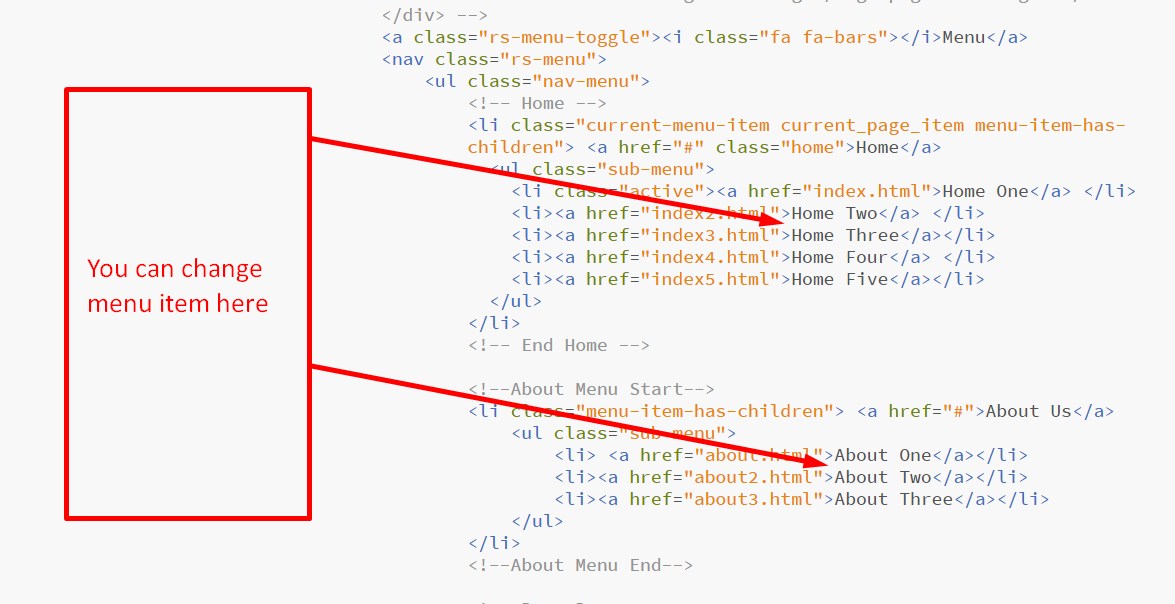 </div> -->
<a class="rs-menu-toggle"><i class="fa fa-bars"></i>Menu</a>
<nav class="rs-menu">
<ul class="nav-menu">
<!-- Home -->
<li class="current-menu-item current_page_item menu-item-has-
children"> <a href="#" class="home">Home</a>
<ul class="sub-menu">
<li class="active"><a href="index.html">Home One</a> </li>
<li><a href="index2.html">Home Two</a> </li>
<li><a href="index3.html">Home Three</a></li>
<li><a href="index4.html">Home Four</a> </li>
<li><a href="index5.html">Home Five</a></li>
</ul>
</li>
<!-- End Home -->
<!--About Menu Start-->
<li class="menu-item-has-children"> <a href="#">About Us</a>
<ul class="sub-menu">
<li> <a href="about.html">About One</a></li>
<li><a href="about2.html">About Two</a></li>
<li><a href="about3.html">About Three</a></li>
</ul>
</li>
<!--About Menu End-->
You can change
menu item here